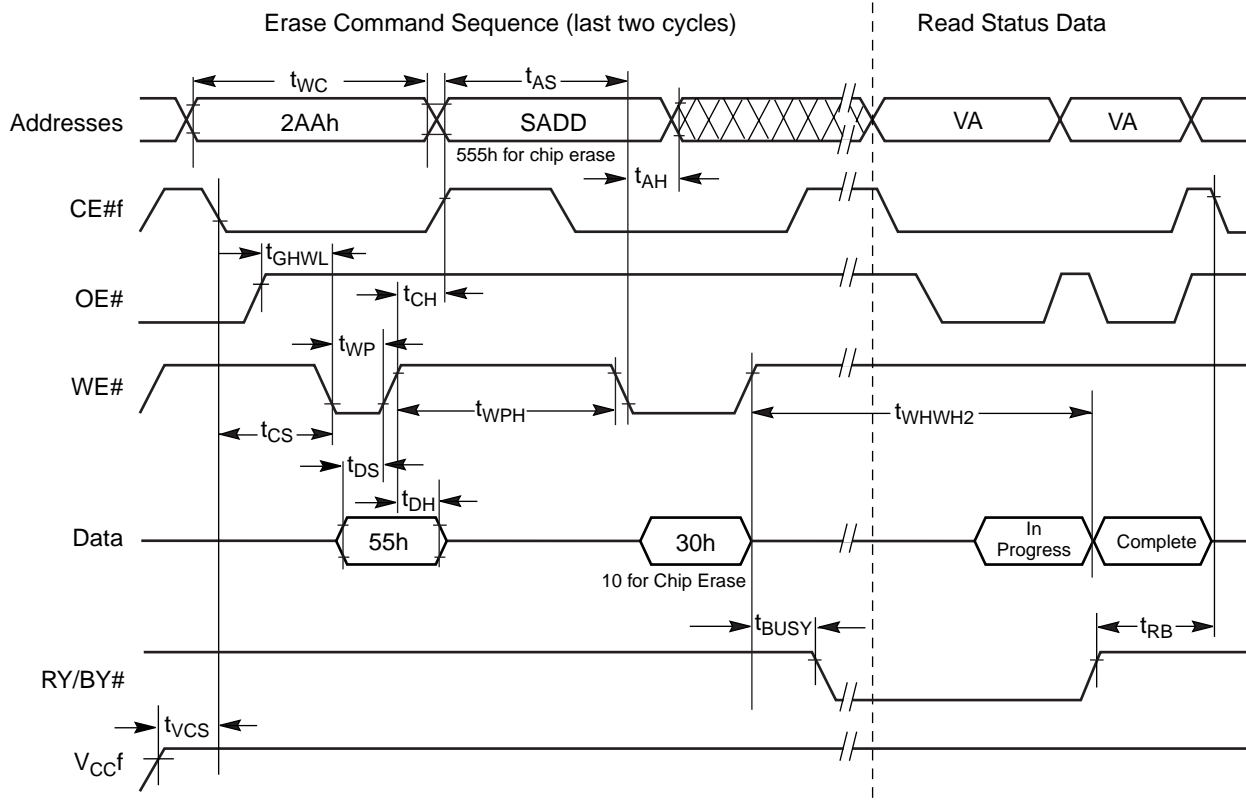 Erase Command Sequence (last two cycles)
Read Status Data
tWC
tAS
Addresses
2AAh
SADD
VA
VA
555h for chip erase
tAH
CE#f
tGHWL
OE#
tCH
tWP
WE#
tWPH
tWHWH2
tCS
tDS
tDH
Data
55h
30h
In
Progress
Complete
10 for Chip Erase
tBUSY
tRB
RY/BY#
tVCS
VCCf